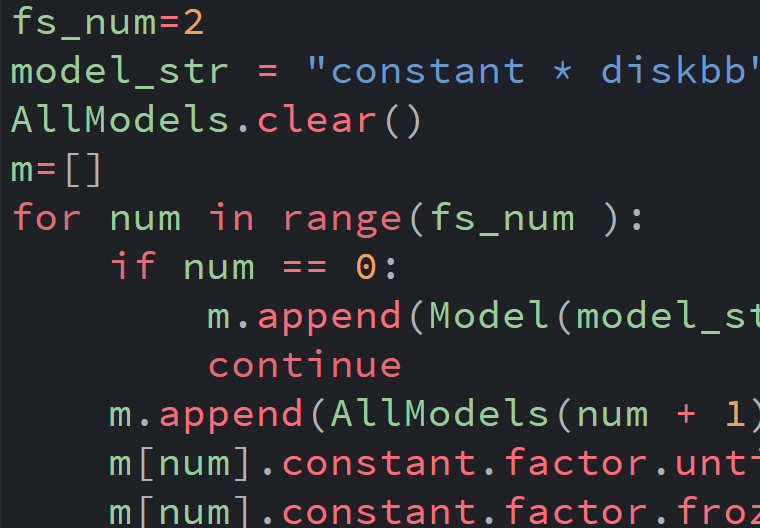 fs_num=2
model_str = "constant * diskbb"
AllModels.clear()
m=[]
for num in range(fs_num ):
    if num == 0:
        m.append(Model(model_st
        continue
    m.append(AllModels(num + 1)
    m[num].constant.factor.unti
    m[num].constant.factor.froz